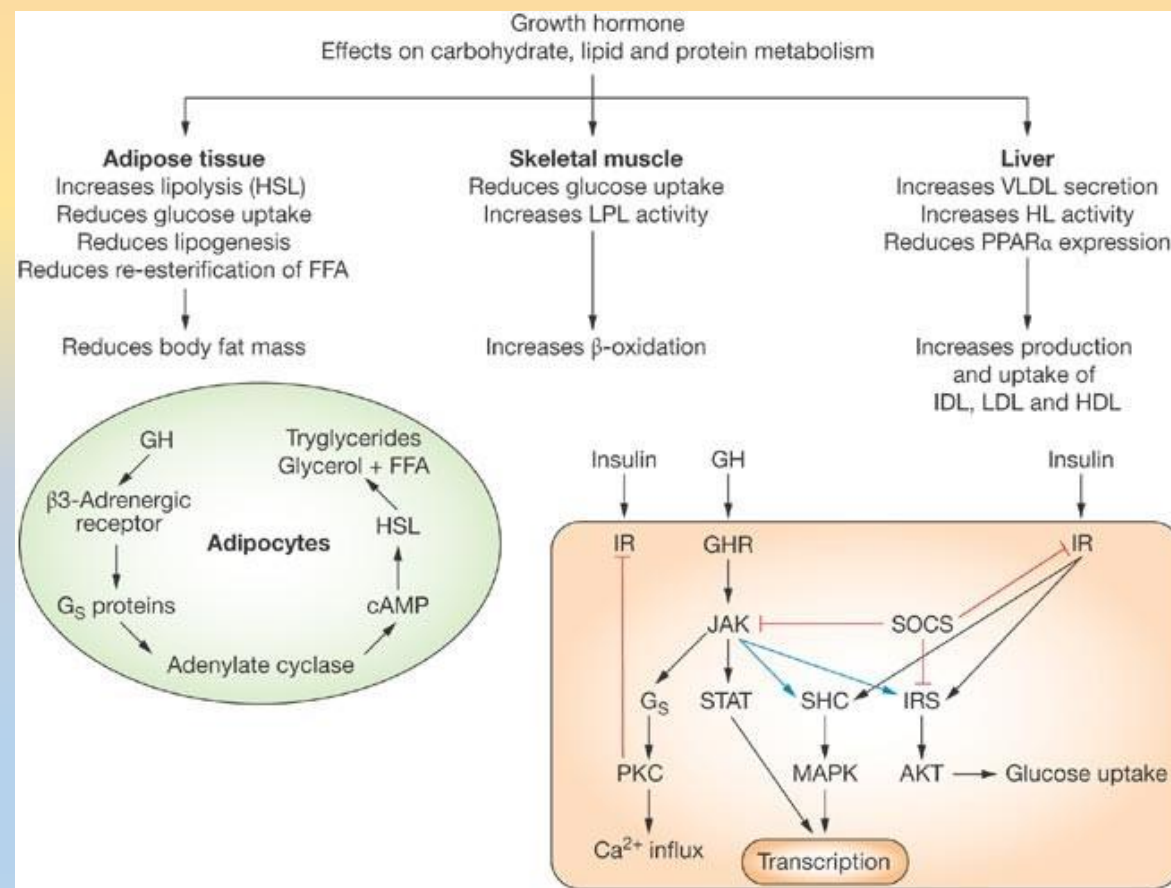 Growth hormone
Effects on carbohydrate, lipid and protein metabolism
Adipose tissue
Increases lipolysis (HSL)
Reduces glucose uptake
Reduces lipogenesis
Reduces re-esterification of FFA
Reduces body fat mass
Skeletal muscle
Reduces glucose uptake
Increases LPL activity
Increases β-oxidation
Liver
Increases VLDL secretion
Increases HL activity
Reduces PPARα expression
Increases production
and uptake of
IDL, LDL and HDL
GH
β3-Adrenergic
receptor
Gs proteins
Adenylate cyclase
cAMP
HSL
Tryglycerides
Glycerol + FFA
Adipocytes
Insulin
GH
Insulin
IR
GHR
IR
JAK
SOCS
Gs
STAT
SHC
IRS
PKC
MAPK
AKT
Glucose uptake
Ca2+ influx
Transcription